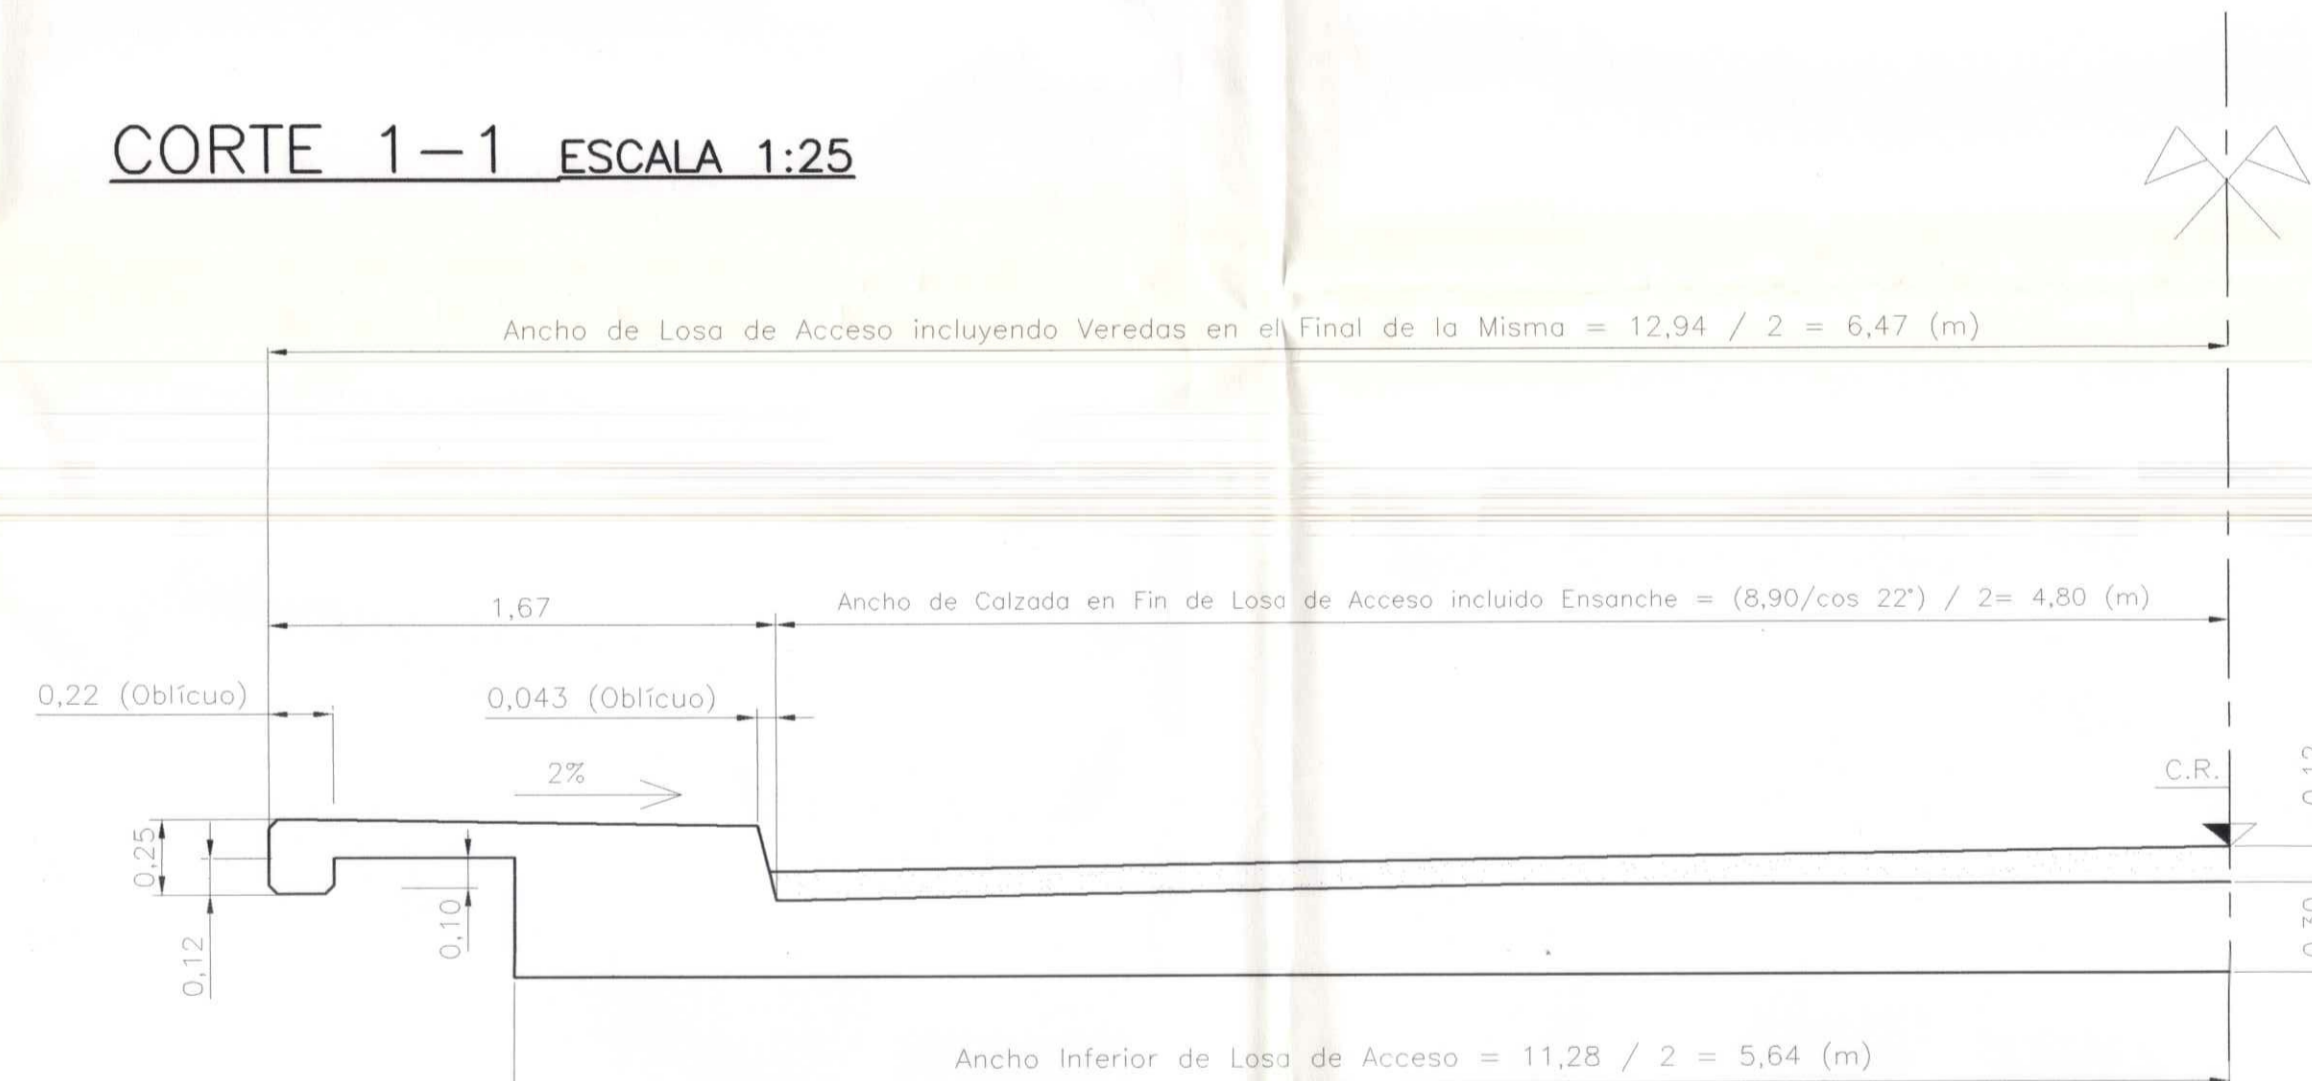 CORTE 1-1 ESCALA 1:25
Ancho de Losa de Acceso incluyendo Veredas en el Final de la Misma = 12,94 / 2 = 6,47 (m)
1,67
Ancho de Calzada en Fin de Losa de Acceso incluido Ensanche = (8,90/cos 22°) / 2= 4,80 (m)
0,22 (Oblícuo)
0,043 (Oblícuo)
2%
C.R.
0,25
0,12
0,10
Ancho Inferior de Losa de Acceso = 11,28 / 2 = 5,64 (m)